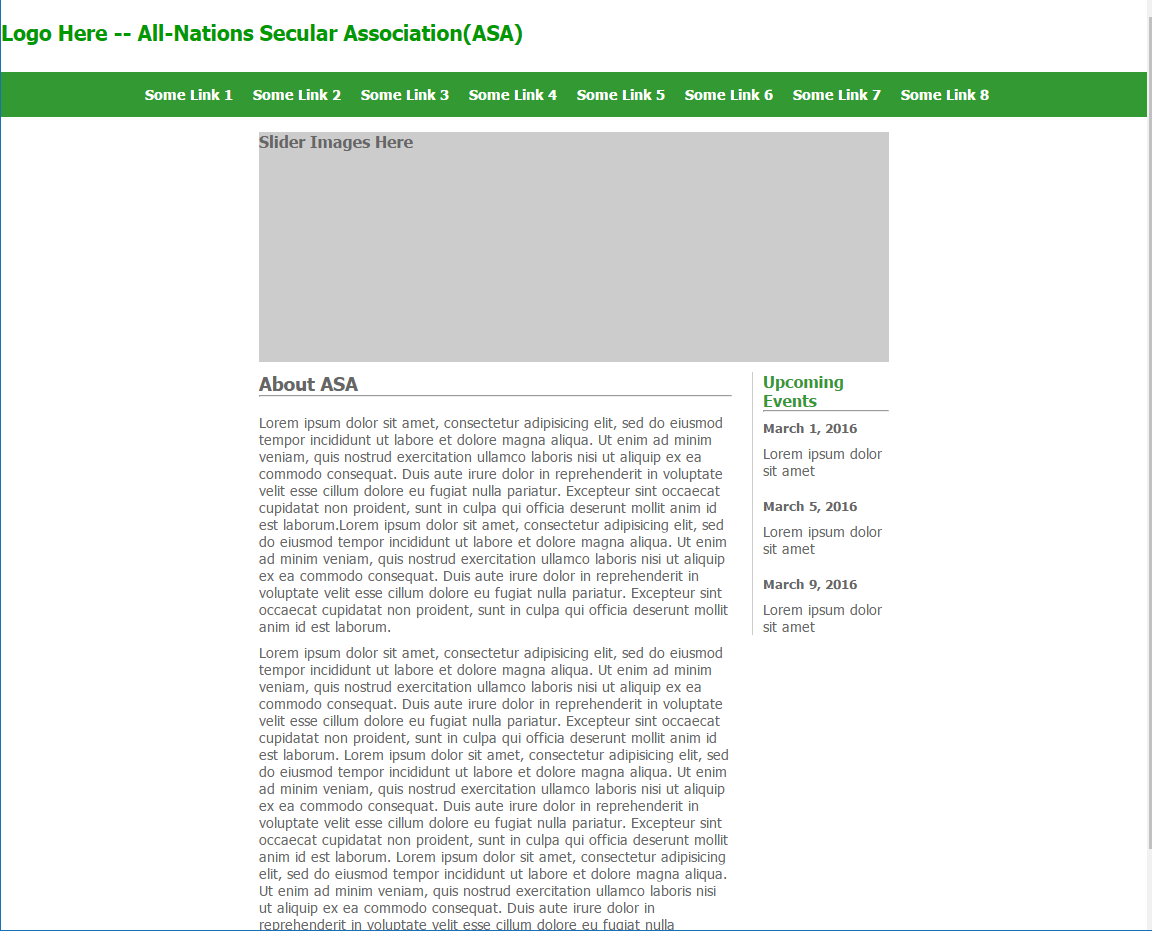 Logo Here -- All-Nations Secular Association(ASA)
Some Link 1 Some Link 2 Some Link 3 Some Link 4 Some Link 5 Some Link 6 Some Link 7 Some Link 8
Slider Images Here
About ASA
Lorem ipsum dolor sit amet, consectetur adipisicing elit, sed do eiusmod
tempor incididunt ut labore et dolore magna aliqua. Ut enim ad minim
veniam, quis nostrud exercitation ullamco laboris nisi ut aliquip ex ea
commodo consequat. Duis aute irure dolor in reprehenderit in voluptate
velit esse cillum dolore eu fugiat nulla pariatur. Excepteur sint occaecat
cupidatat non proident, sunt in culpa qui officia deserunt mollit anim id
est laborum.Lorem ipsum dolor sit amet, consectetur adipisicing elit, sed
do eiusmod tempor incididunt ut labore et dolore magna aliqua. Ut enim
ad minim veniam, quis nostrud exercitation ullamco laboris nisi ut aliquip
ex ea commodo consequat. Duis aute irure dolor in reprehenderit in
voluptate velit esse cillum dolore eu fugiat nulla pariatur. Excepteur sint
occaecat cupidatat non proident, sunt in culpa qui officia deserunt mollit
anim id est laborum.
Lorem ipsum dolor sit amet, consectetur adipisicing elit, sed do eiusmod
tempor incididunt ut labore et dolore magna aliqua. Ut enim ad minim
veniam, quis nostrud exercitation ullamco laboris nisi ut aliquip ex ea
commodo consequat. Duis aute irure dolor in reprehenderit in voluptate
velit esse cillum dolore eu fugiat nulla pariatur. Excepteur sint occaecat
cupidatat non proident, sunt in culpa qui officia deserunt mollit anim id
est laborum. Lorem ipsum dolor sit amet, consectetur adipisicing elit, sed
do eiusmod tempor incididunt ut labore et dolore magna aliqua. Ut enim
ad minim veniam, quis nostrud exercitation ullamco laboris nisi ut aliquip
ex ea commodo consequat. Duis aute irure dolor in reprehenderit in
voluptate velit esse cillum dolore eu fugiat nulla pariatur. Excepteur sint
occaecat cupidatat non proident, sunt in culpa qui officia deserunt mollit
anim id est laborum. Lorem ipsum dolor sit amet, consectetur adipisicing
elit, sed do eiusmod tempor incididunt ut labore et dolore magna aliqua.
Ut enim ad minim veniam, quis nostrud exercitation ullamco laboris nisi
ut aliquip ex ea commodo consequat. Duis aute irure dolor in
reprehenderit in voluptate velit esse cillum dolore eu fugiat nulla
Upcoming
Events
March 1, 2016
Lorem ipsum dolor
sit amet
March 5, 2016
Lorem ipsum dolor
sit amet
March 9, 2016
Lorem ipsum dolor
sit amet